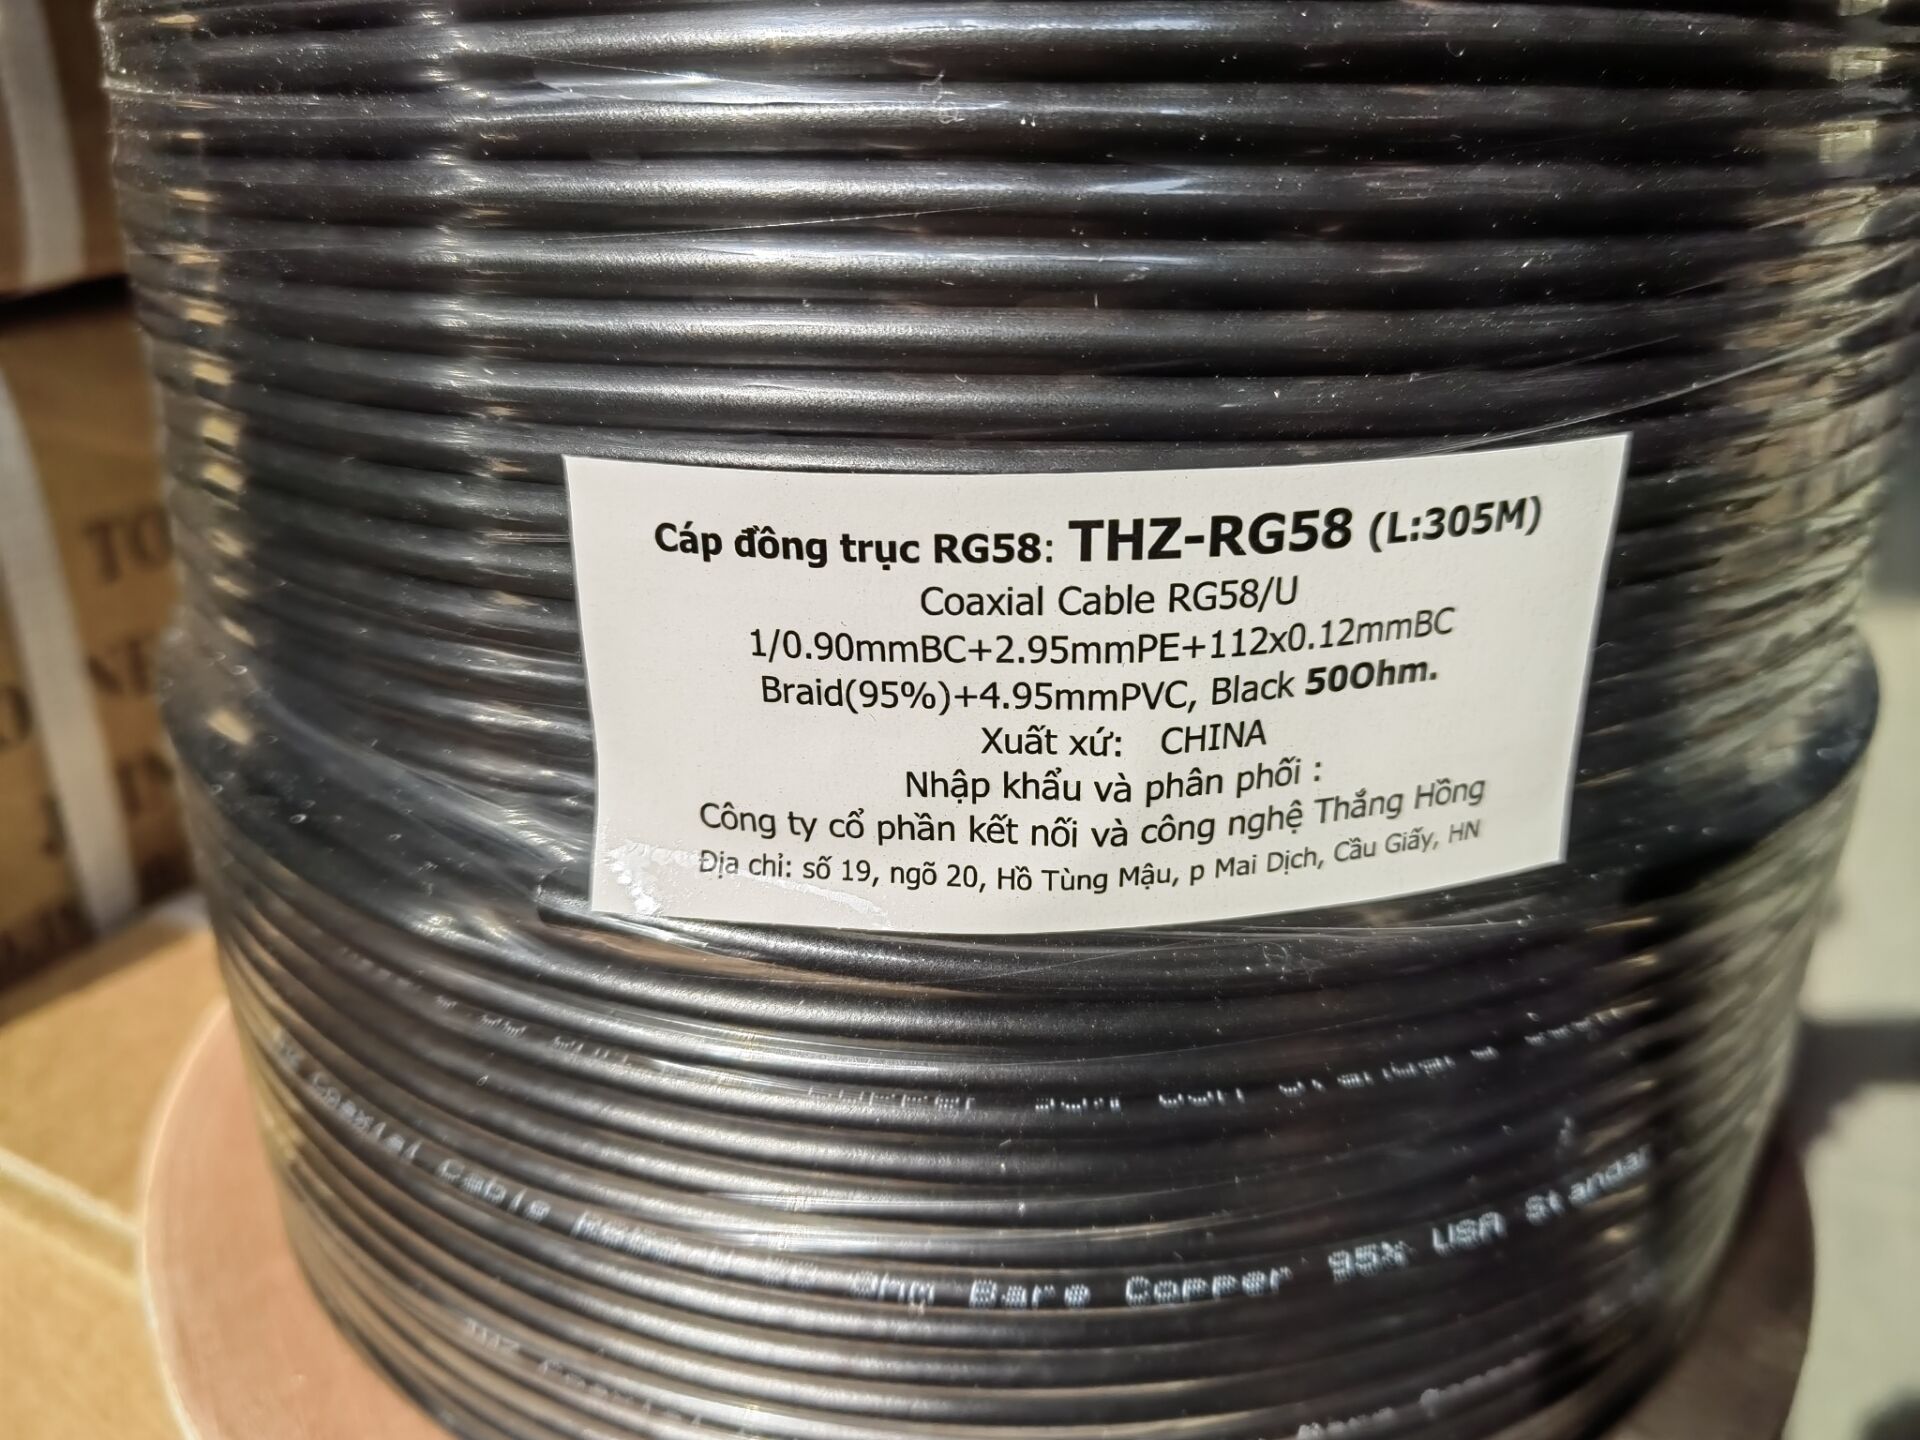 Cáp đồng trục RG58: THZ-RG58 (L:305M)
Coaxial Cable RG58/U
1/0.90mmBC+2.95mmPE+112x0.12mmBC
Braid(95%)+4.95mmPVC, Black 50Ohm.
Xuất xứ: CHINA
Nhập khẩu và phân phối :
Công ty cổ phần kết nối và công nghệ Thắng Hồng
Địa chỉ: số 19, ngõ 20, Hồ Tùng Mậu, p Mai Dịch, Cầu Giấy, HN
Coaxial Cable Bare Copper 95% USA Standar